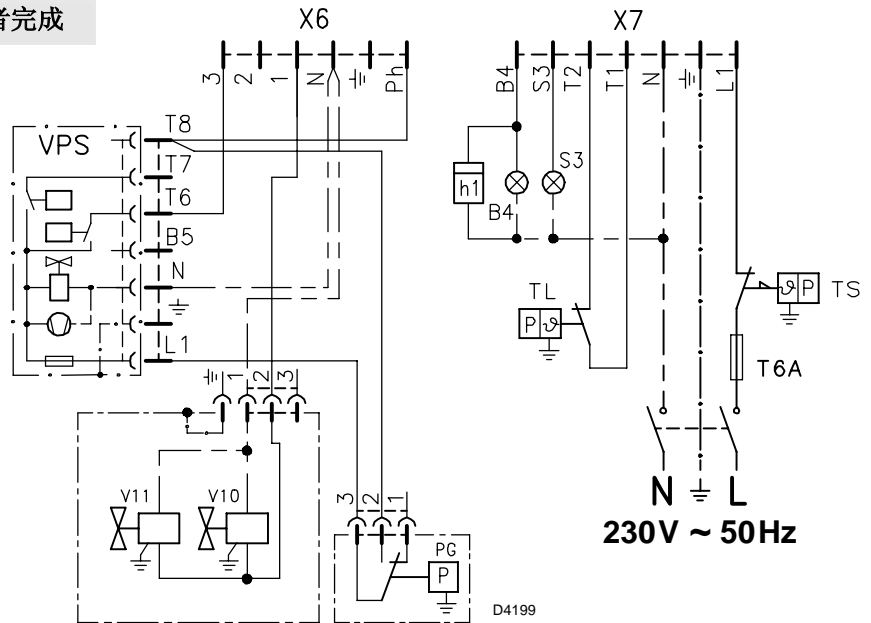 者完成
X6
X7
3
2
1
N
Ph
B4
S3
T2
T1
N
L1
VPS
T8
T7
T6
B5
N
L1
h1
B4
S3
TL
P ϑ
ϑ P
TS
T6A
1
2
3
V11
V10
3
2
1
PG
P
N
L
230V ~ 50Hz
D4199